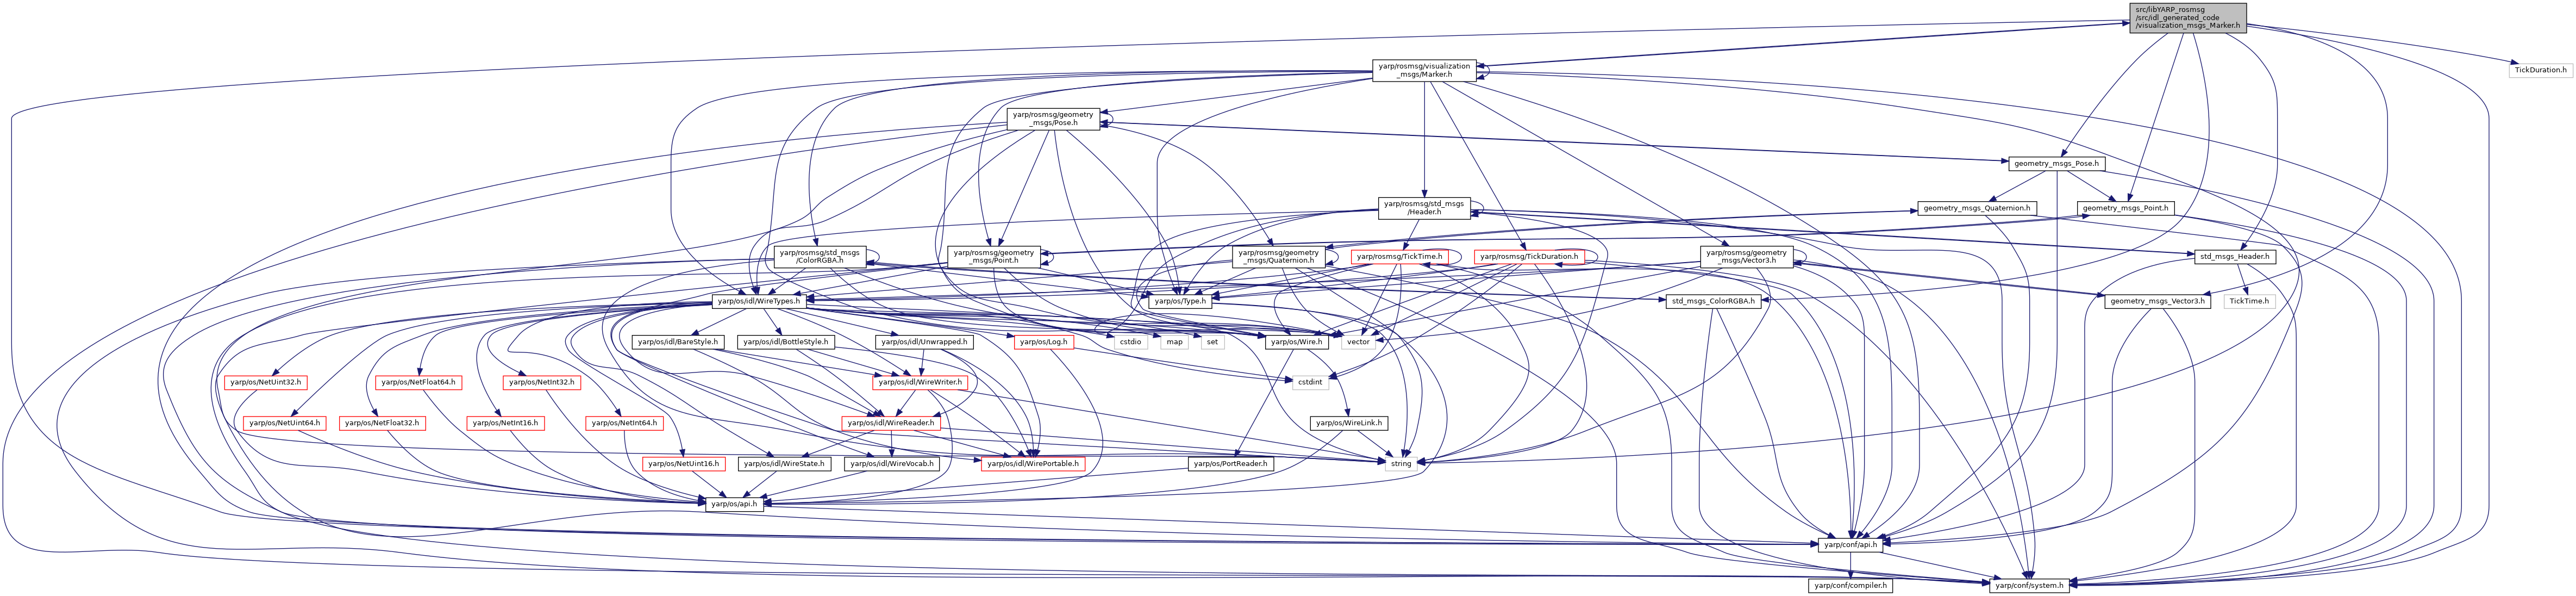 src/libYARP_rosmsg
/src/idl_generated_code
/visualization_msgs_Marker.h
yarp/rosmsg/visualization
_msgs/Marker.h
TickDuration.h
yarp/rosmsg/geometry
_msgs/Pose.h
geometry_msgs_Pose.h
yarp/rosmsg/std_msgs
/Header.h
geometry_msgs_Quaternion.h
geometry_msgs_Point.h
yarp/rosmsg/std_msgs
/ColorRGBA.h
yarp/rosmsg/geometry
_msgs/Point.h
yarp/rosmsg/geometry
_msgs/Quaternion.h
yarp/rosmsg/TickTime.h
yarp/rosmsg/TickDuration.h
yarp/rosmsg/geometry
_msgs/Vector3.h
std_msgs_Header.h
yarp/os/idl/WireTypes.h
yarp/os/Type.h
std_msgs_ColorRGBA.h
geometry_msgs_Vector3.h
TickTime.h
yarp/os/idl/BareStyle.h
yarp/os/idl/BottleStyle.h
yarp/os/idl/Unwrapped.h
yarp/os/Log.h
cstdio
map
set
yarp/os/Wire.h
vector
yarp/os/NetUint32.h
yarp/os/NetFloat64.h
yarp/os/NetInt32.h
yarp/os/idl/WireWriter.h
cstdint
yarp/os/NetUint64.h
yarp/os/NetFloat32.h
yarp/os/NetInt16.h
yarp/os/NetInt64.h
yarp/os/idl/WireReader.h
yarp/os/WireLink.h
yarp/os/NetUint16.h
yarp/os/idl/WireState.h
yarp/os/idl/WireVocab.h
yarp/os/idl/WirePortable.h
yarp/os/PortReader.h
string
yarp/os/api.h
yarp/conf/api.h
yarp/conf/compiler.h
yarp/conf/system.h